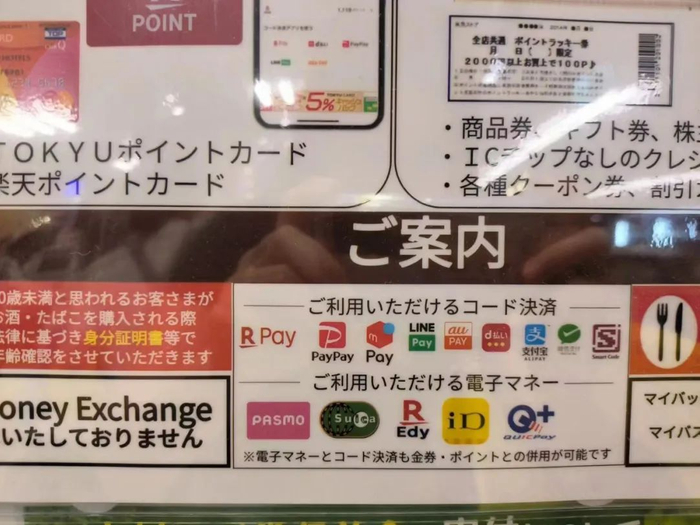 POINT
TOKYUポイントカード
楽天ポイントカード
5%
全店共通 ポイントラッキー券
月 日( )限定
2000円以上お買上で100P
・商品券、ギフト券、株主
・ICチップなしのクレジ
・各種クーポン券、割引
ご案内
0歳未満と思われるお客さまが
お酒・たばこを購入される際
法律に基づき身分証明書等で
年齢確認をさせていただきます
oney Exchange
いたしておりません
ご利用いただけるコード決済
R Pay
PayPay
Pay
LINE Pay
au PAY
d払い
支付宝
ALIPAY
Smart Code
ご利用いただける電子マネー
PASMO
Suica
R Edy
iD
QUICPay
※電子マネーとコード決済も金券・ポイントとの併用が可能です
マイバッ
マイバス